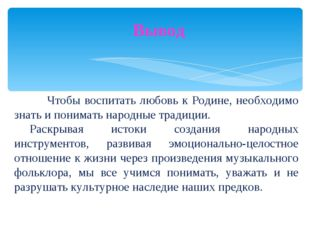 Вывод
Чтобы воспитать любовь к Родине, необходимо
знать и понимать народные традиции.
Раскрывая истоки создания народных
инструментов, развивая эмоционально-целостное
отношение к жизни через произведения музыкального
фольклора, мы все учимся понимать, уважать и не
разрушать культурное наследие наших предков.